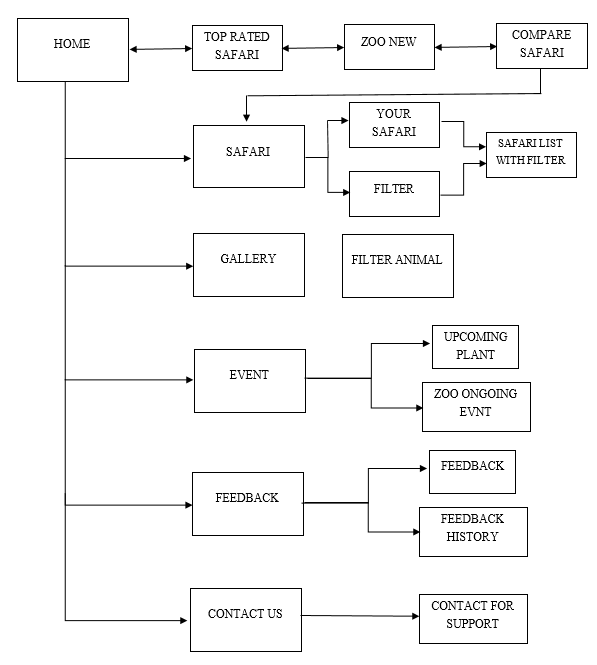 HOME
TOP RATED
SAFARI
ZOO NEW
COMPARE
SAFARI
SAFARI
YOUR
SAFARI
FILTER
SAFARI LIST
WITH FILTER
GALLERY
FILTER ANIMAL
EVENT
UPCOMING
PLANT
ZOO ONGOING
EVNT
FEEDBACK
FEEDBACK
FEEDBACK
HISTORY
CONTACT US
CONTACT FOR
SUPPORT